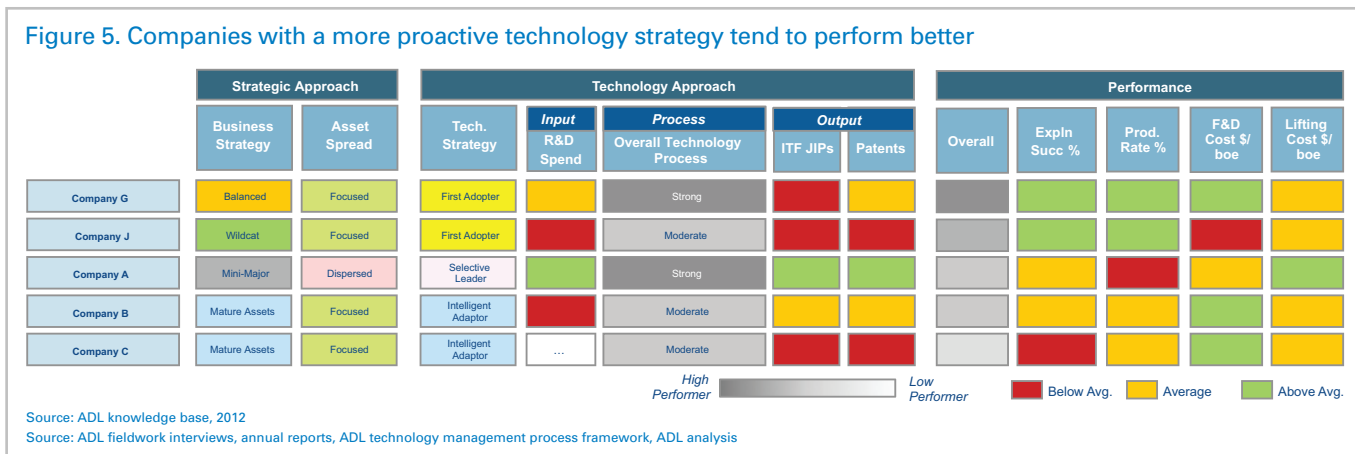 Figure 5. Companies with a more proactive technology strategy tend to perform better
Strategic Approach
Technology Approach
Performance
Business
Strategy
Asset
Spread
Tech.
Strategy
Input
R&D
Spend
Process
Overall Technology
Process
Output
ITF JIPs
Patents
Overall
Expln
Succ %
Prod.
Rate %
F&D
Cost $/
boe
Lifting
Cost $/
boe
Company G
Balanced
Focused
First Adopter
Strong
Company J
Wildcat
Focused
First Adopter
Moderate
Company A
Mini-Major
Dispersed
Selective
Leader
Strong
Company B
Mature Assets
Focused
Intelligent
Adaptor
Moderate
Company C
Mature Assets
Focused
Intelligent
Adaptor
...
Moderate
High
Performer
Low
Performer
Below Avg.
Average
Above Avg.
Source: ADL knowledge base, 2012
Source: ADL fieldwork interviews, annual reports, ADL technology management process framework, ADL analysis